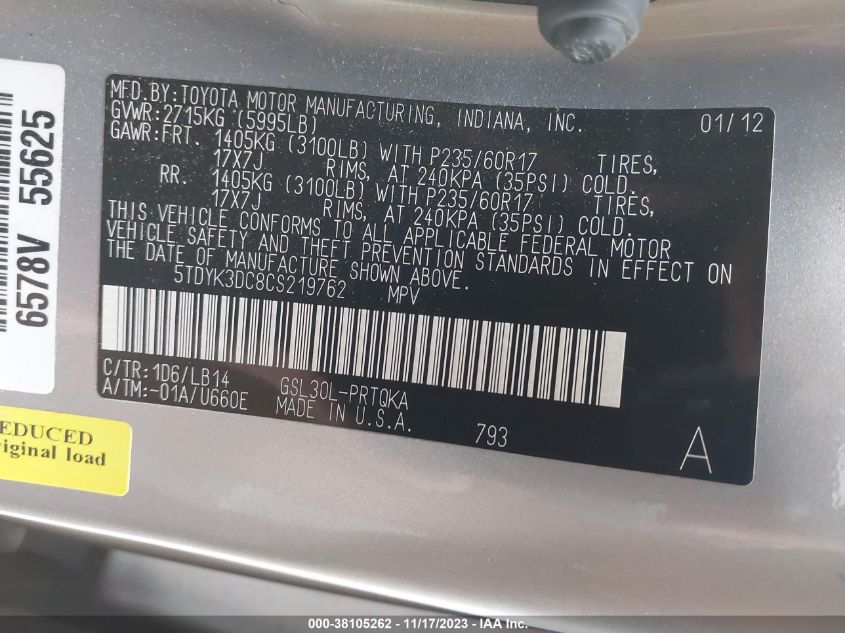 MFD.BY:TOYOTA MOTOR MANUFACTURING, INDIANA, INC. 01/12
GVWR:2715KG (5995LB)
GAWR:FRT. 1405KG (3100LB) WITH P235/60R17 TIRES,
17X7J RIMS, AT 240KPA (35PSI) COLD.
RR. 1405KG (3100LB) WITH P235/60R17 TIRES,
17X7J RIMS, AT 240KPA (35PSI) COLD.
THIS VEHICLE CONFORMS TO ALL APPLICABLE FEDERAL MOTOR
VEHICLE SAFETY AND THEFT PREVENTION STANDARDS IN EFFECT ON
THE DATE OF MANUFACTURE SHOWN ABOVE.
5TDYK3DC8CS219762 MPV
C/TR:1D6/LB14 GSL30L-PRTQKA
A/TM:-01A/U660E MADE IN U.S.A. 793 A
6578V 55625
EDUCED
riginal load
000-38105262 - 11/17/2023 - IAA Inc.